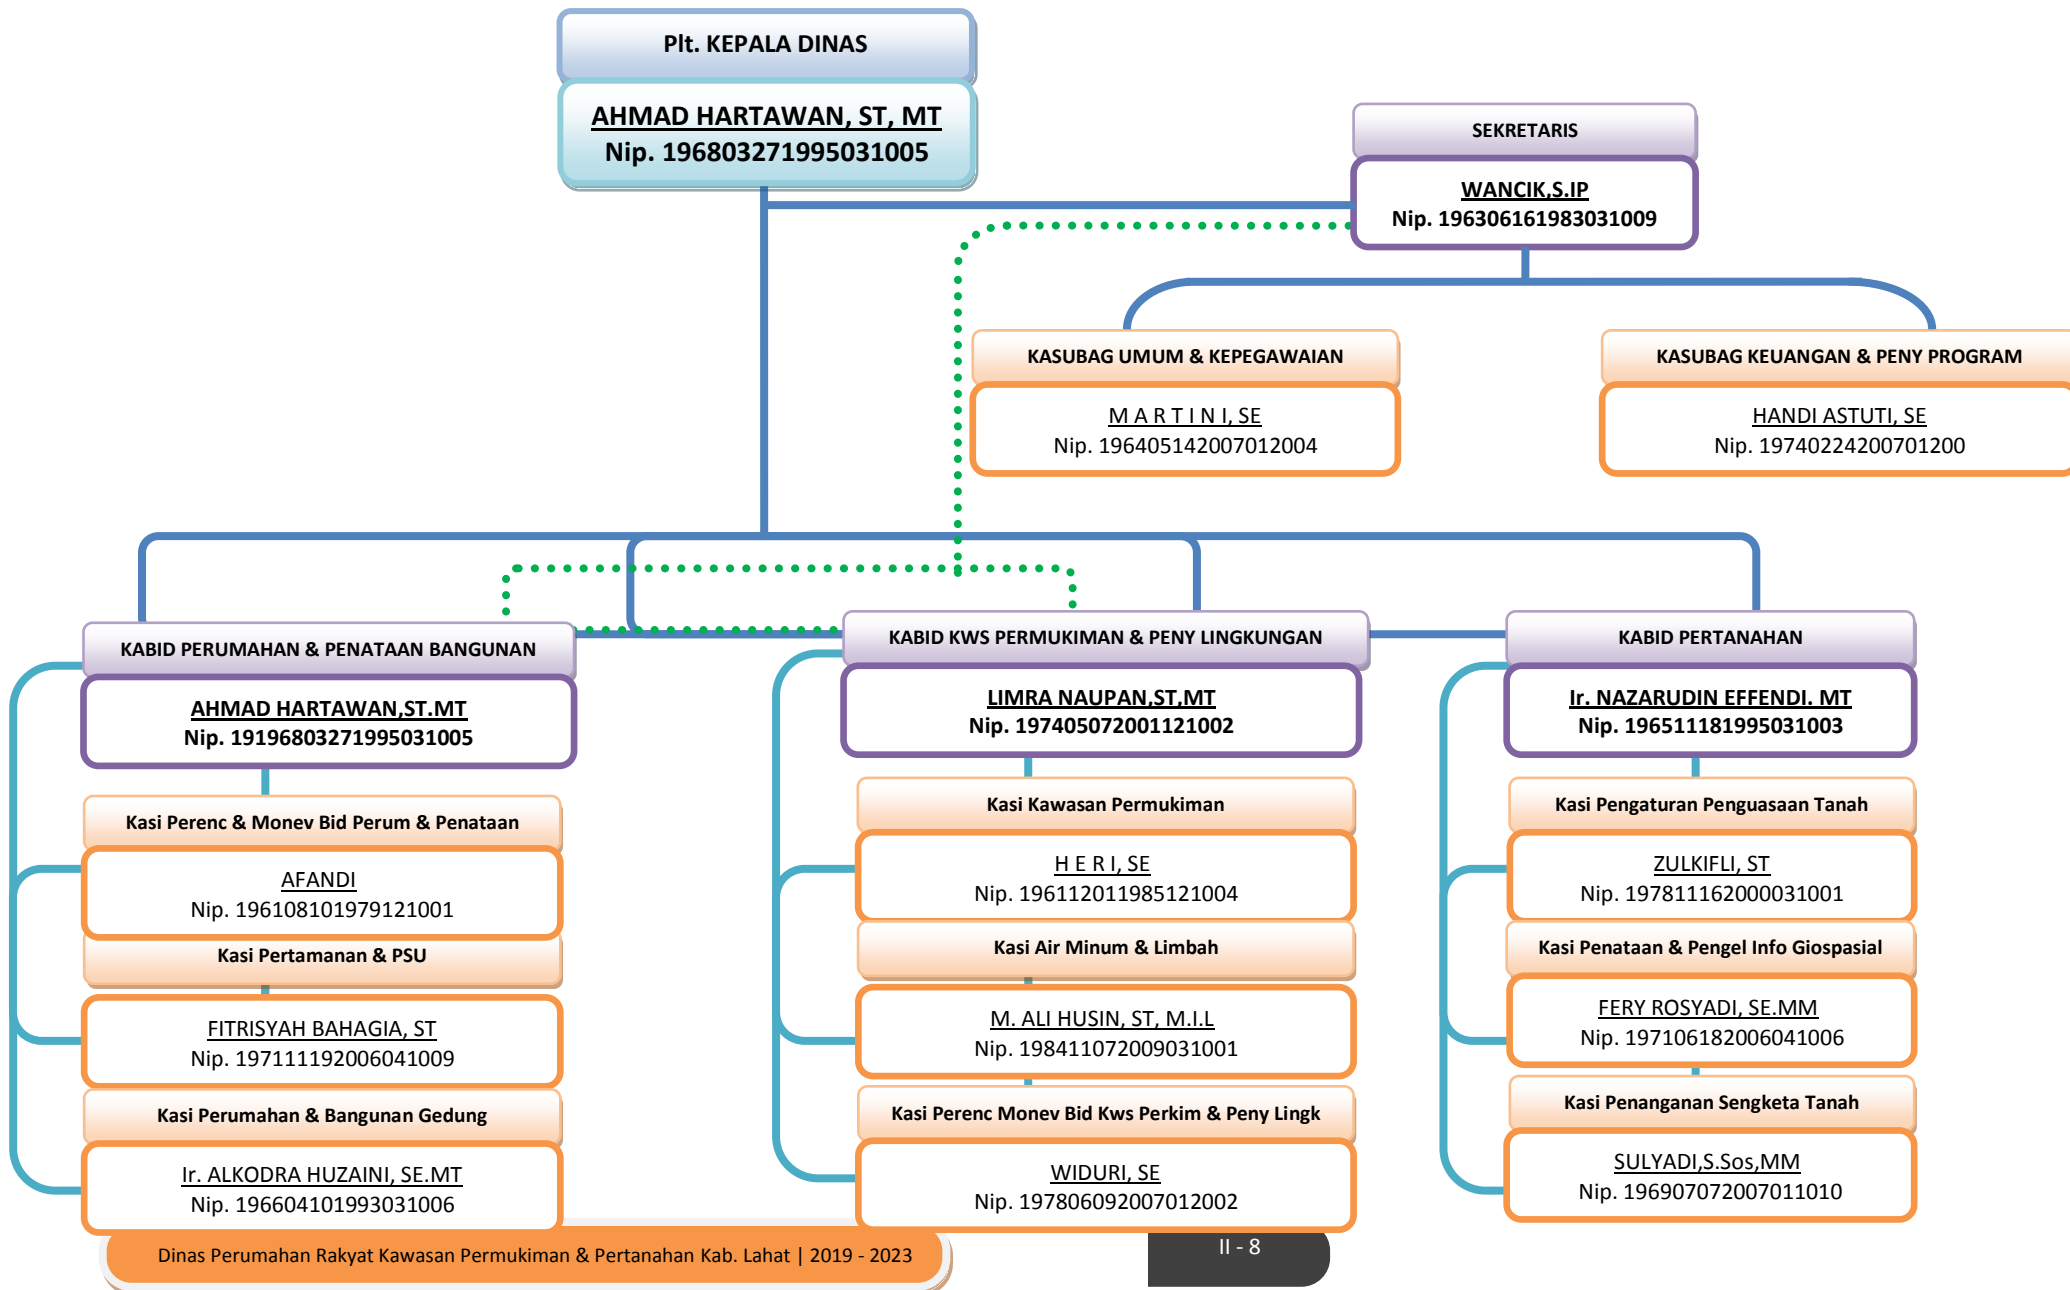 Plt. KEPALA DINAS
AHMAD HARTAWAN, ST, MT
Nip. 196803271995031005
SEKRETARIS
WANCIK,S.IP
Nip. 196306161983031009
KASUBAG UMUM & KEPEGAWAIAN
M A R T I N I, SE
Nip. 196405142007012004
KASUBAG KEUANGAN & PENY PROGRAM
HANDI ASTUTI, SE
Nip. 19740224200701200
KABID PERUMAHAN & PENATAAN BANGUNAN
AHMAD HARTAWAN,ST.MT
Nip. 19196803271995031005
Kasi Perenc & Monev Bid Perum & Penataan
AFANDI
Nip. 196108101979121001
Kasi Pertamanan & PSU
FITRISYAH BAHAGIA, ST
Nip. 197111192006041009
Kasi Perumahan & Bangunan Gedung
Ir. ALKODRA HUZAINI, SE.MT
Nip. 196604101993031006
KABID KWS PERMUKIMAN & PENY LINGKUNGAN
LIMRA NAUPAN,ST,MT
Nip. 197405072001121002
Kasi Kawasan Permukiman
H E R I, SE
Nip. 196112011985121004
Kasi Air Minum & Limbah
M. ALI HUSIN, ST, M.I.L
Nip. 198411072009031001
Kasi Perenc Monev Bid Kws Perkim & Peny Lingk
WIDURI, SE
Nip. 197806092007012002
KABID PERTANAHAN
Ir. NAZARUDIN EFFENDI. MT
Nip. 196511181995031003
Kasi Pengaturan Penguasaan Tanah
ZULKIFLI, ST
Nip. 197811162000031001
Kasi Penataan & Pengel Info Giospasial
FERY ROSYADI, SE.MM
Nip. 197106182006041006
Kasi Penanganan Sengketa Tanah
SULYADI,S.Sos,MM
Nip. 196907072007011010
Dinas Perumahan Rakyat Kawasan Permukiman & Pertanahan Kab. Lahat | 2019 - 2023
II - 8